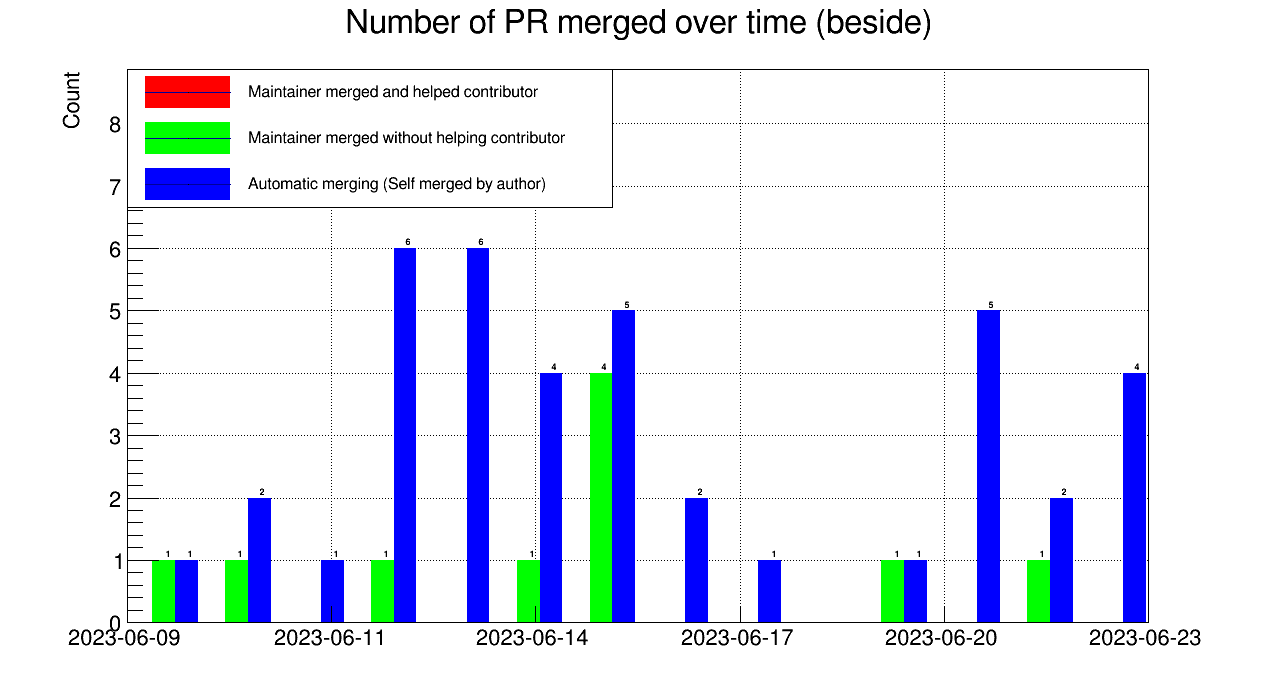 Number of PR merged over time (beside)
Count
Maintainer merged and helped contributor
Maintainer merged without helping contributor
Automatic merging (Self merged by author)
8
7
6
5
4
3
2
1
0
1 1 1 2 1 1 6 6 1 4 4 5 2 1 1 1 5 1 2 4
2023-06-09 2023-06-11 2023-06-14 2023-06-17 2023-06-20 2023-06-23